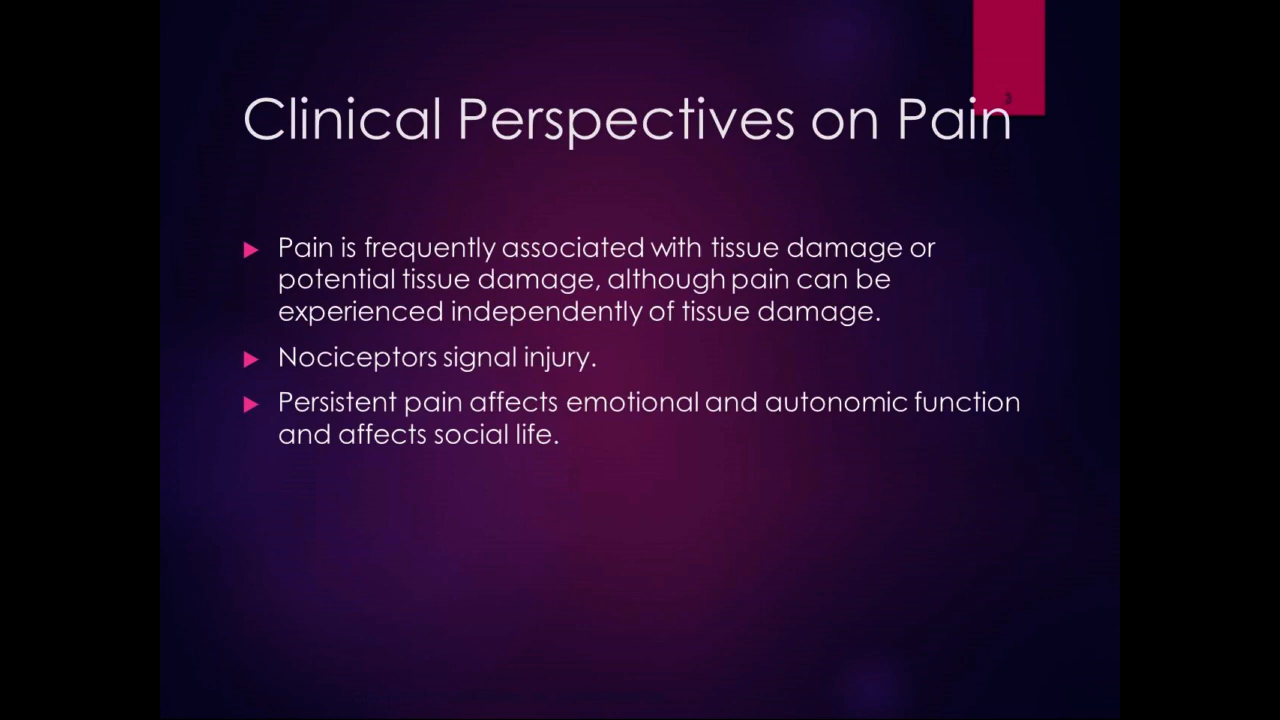 3
Clinical Perspectives on Pain
Pain is frequently associated with tissue damage or
potential tissue damage, although pain can be
experienced independently of tissue damage.
Nociceptors signal injury.
Persistent pain affects emotional and autonomic function
and affects social life.